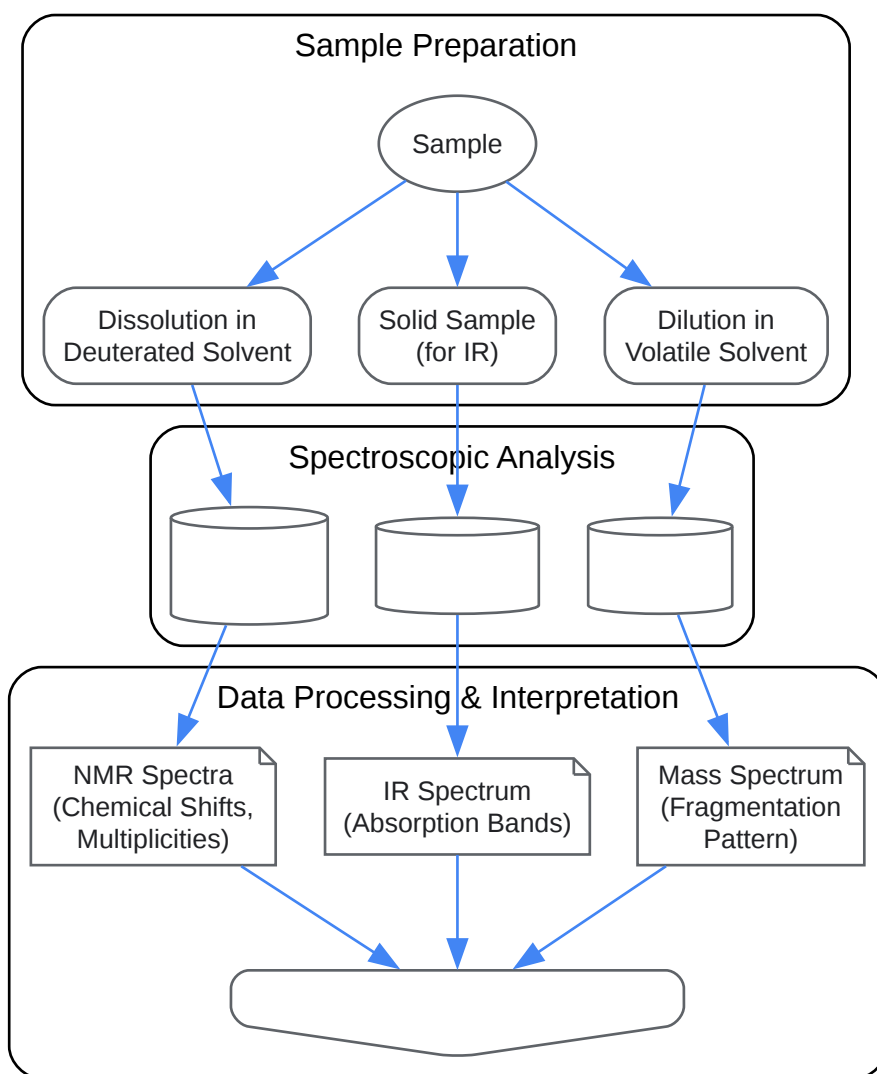 Sample Preparation
Sample
Dissolution in
Deuterated Solvent
Solid Sample
(for IR)
Dilution in
Volatile Solvent
Spectroscopic Analysis
Data Processing & Interpretation
NMR Spectra
(Chemical Shifts,
Multiplicities)
IR Spectrum
(Absorption Bands)
Mass Spectrum
(Fragmentation
Pattern)